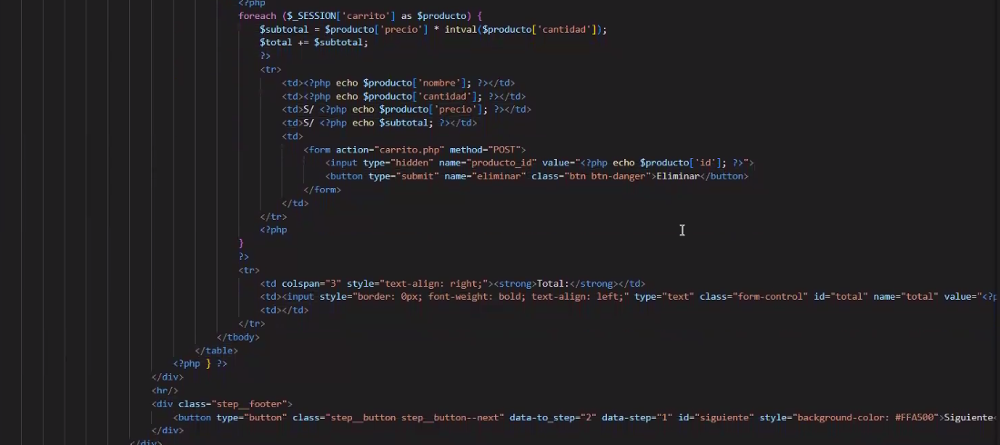 <?php
foreach ($_SESSION['carrito'] as $producto) {
$subtotal = $producto['precio'] * intval($producto['cantidad']);
$total += $subtotal;
?>
<tr>
<td><?php echo $producto['nombre']; ?></td>
<td><?php echo $producto['cantidad']; ?></td>
<td>S/ <?php echo $producto['precio']; ?></td>
<td>S/ <?php echo $subtotal; ?></td>
<td>
<form action="carrito.php" method="POST">
<input type="hidden" name="producto_id" value="<?php echo $producto['id']; ?>">
<button type="submit" name="eliminar" class="btn btn-danger">Eliminar</button>
</form>
</td>
</tr>
<?php
}
?>
<tr>
<td colspan="3" style="text-align: right;"><strong>Total:</strong></td>
<td><input style="border: 0px; font-weight: bold; text-align: left;" type="text" class="form-control" id="total" name="total" value="<?p
<td></td>
</tr>
</tbody>
</table>
<?php } ?>
</div>
<hr/>
<div class="step__footer">
<button type="button" class="step__button step__button--next" data-to_step="2" data-step="1" id="siguiente" style="background-color: #FFA500">Siguiente<
</div>
</div>